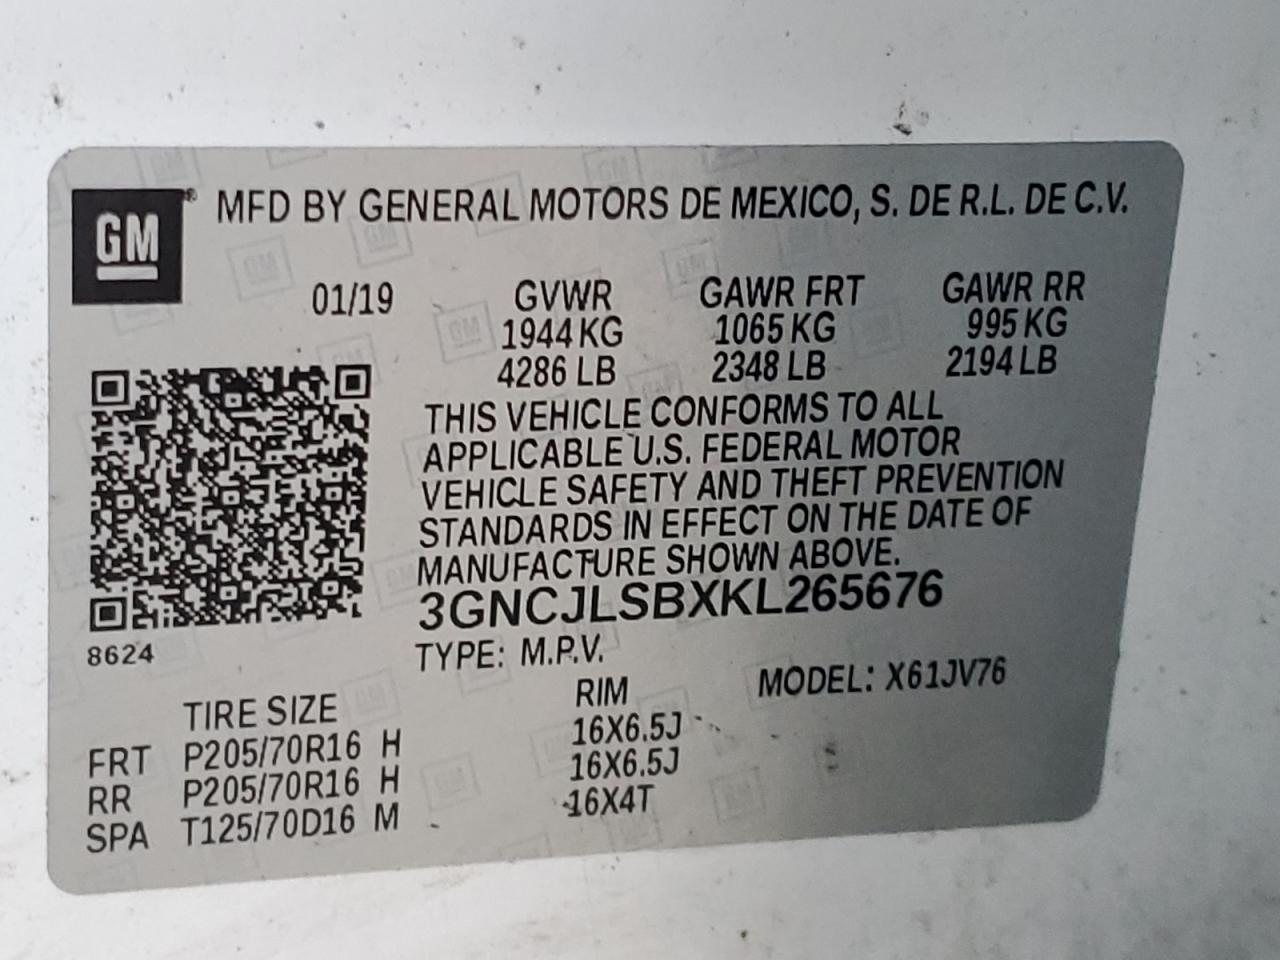 GM® MFD BY GENERAL MOTORS DE MEXICO, S. DE R.L. DE C.V.
01/19 GVWR GAWR FRT GAWR RR
1944 KG 1065 KG 995 KG
4286 LB 2348 LB 2194 LB
THIS VEHICLE CONFORMS TO ALL
APPLICABLE U.S. FEDERAL MOTOR
VEHICLE SAFETY AND THEFT PREVENTION
STANDARDS IN EFFECT ON THE DATE OF
MANUFACTURE SHOWN ABOVE.
3GNCJLSBXKL265676
8624
TYPE: M.P.V. MODEL: X61JV76
TIRE SIZE RIM
FRT P205/70R16 H 16X6.5J
RR P205/70R16 H 16X6.5J
SPA T125/70D16 M 16X4T